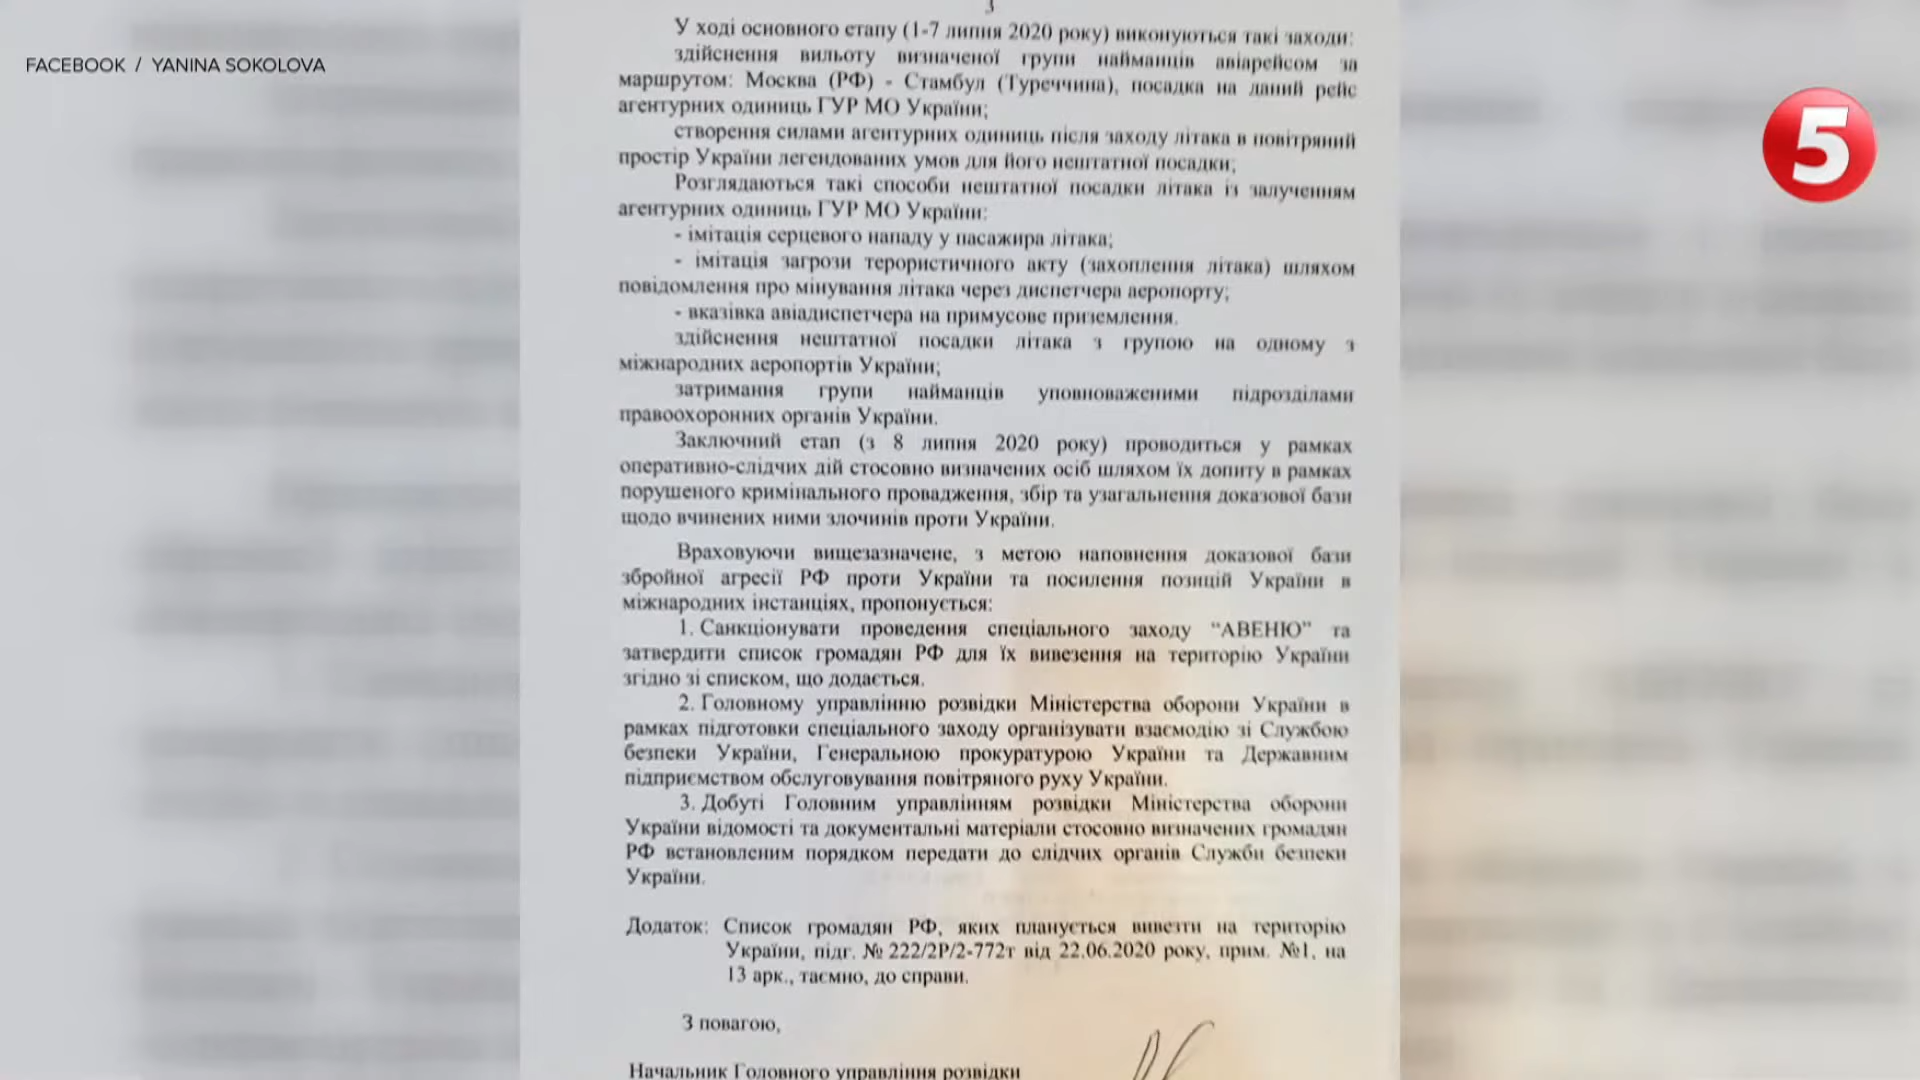 FACEBOOK / YANINA SOKOLOVA
5
3
У ході основного етапу (1-7 липня 2020 року) виконуються такі заходи:
здійснення вильоту визначеної групи найманців авіарейсом за
маршрутом: Москва (РФ) - Стамбул (Туреччина), посадка на даний рейс
агентурних одиниць ГУР МО України;
створення силами агентурних одиниць після заходу літака в повітряний
простір України легендованих умов для його нештатної посадки;
Розглядаються такі способи нештатної посадки літака із залученням
агентурних одиниць ГУР МО України:
- імітація серцевого нападу у пасажира літака;
- імітація загрози терористичного акту (захоплення літака) шляхом
повідомлення про мінування літака через диспетчера аеропорту;
- вказівка авіадиспетчера на примусове приземлення.
здійснення нештатної посадки літака з групою на одному з
міжнародних аеропортів України;
затримання групи найманців уповноваженими підрозділами
правоохоронних органів України.
Заключний етап (з 8 липня 2020 року) проводиться у рамках
оперативно-слідчих дій стосовно визначених осіб шляхом їх допиту в рамках
порушеного кримінального провадження, збір та узагальнення доказової бази
щодо вчинених ними злочинів проти України.
Враховуючи вищезазначене, з метою наповнення доказової бази
збройної агресії РФ проти України та посилення позицій України в
міжнародних інстанціях, пропонується:
1. Санкціонувати проведення спеціального заходу “АВЕНЮ” та
затвердити список громадян РФ для їх вивезення на територію України
згідно зі списком, що додається.
2. Головному управлінню розвідки Міністерства оборони України в
рамках підготовки спеціального заходу організувати взаємодію зі Службою
безпеки України, Генеральною прокуратурою України та Державним
підприємством обслуговування повітряного руху України.
3. Добуті Головним управлінням розвідки Міністерства оборони
України відомості та документальні матеріали стосовно визначених громадян
РФ встановленим порядком передати до слідчих органів Служби безпеки
України.
Додаток: Список громадян РФ, яких планується вивезти на територію
України, підг. № 222/2Р/2-772т від 22.06.2020 року, прим. №1, на
13 арк., таємно, до справи.
З повагою,
Начальник Головного управління розвідки